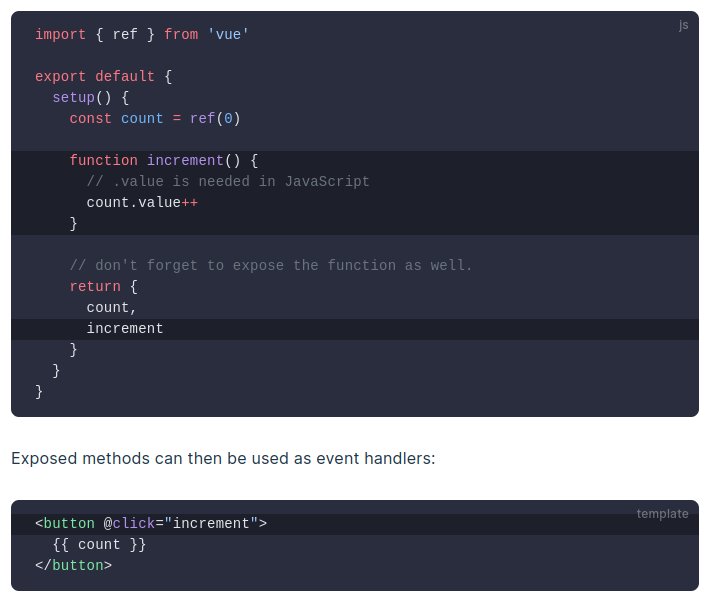 js
import { ref } from 'vue'

export default {
  setup() {
    const count = ref(0)

    function increment() {
      // .value is needed in JavaScript
      count.value++
    }

    // don't forget to expose the function as well.
    return {
      count,
      increment
    }
  }
}
Exposed methods can then be used as event handlers:
template
<button @click="increment">
  {{ count }}
</button>